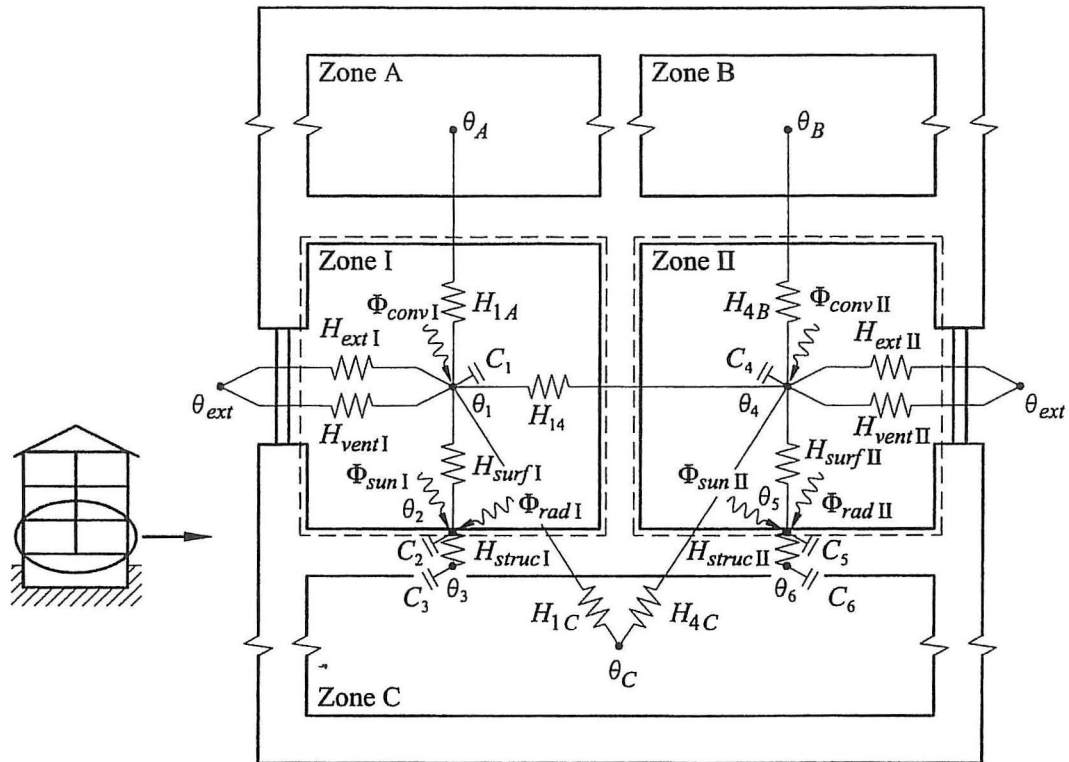 Zone A
Zone B
θ_A
θ_B
Zone I
Zone II
Φ_conv I
H_1A
H_4B
Φ_conv II
H_ext I
H_ext II
C_1
C_4
θ_ext
θ_1
H_14
θ_4
θ_ext
H_vent I
H_vent II
H_surf I
H_surf II
Φ_sun I
Φ_sun II
θ_2
Φ_rad I
θ_5
Φ_rad II
C_2
H_struc I
H_struc II
C_5
C_3
θ_3
θ_6
C_6
H_1C
H_4C
θ_C
Zone C